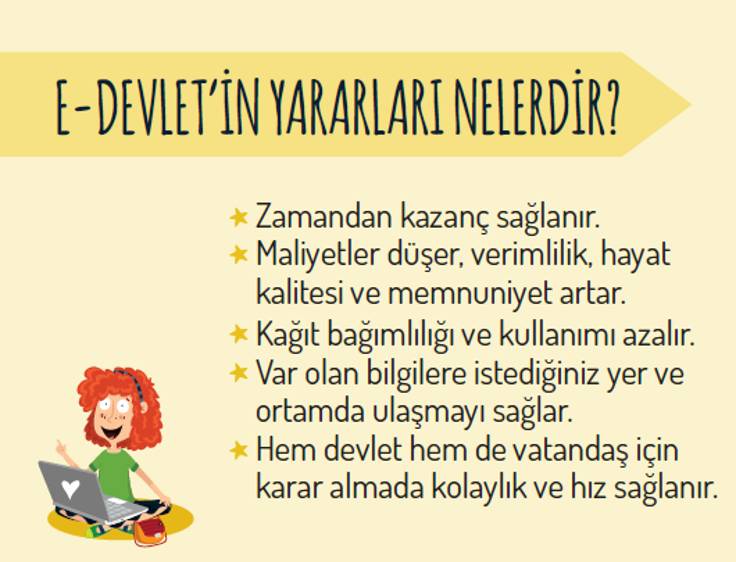 E-DEVLET'İN YARARLARI NELERDİR?
Zamandan kazanç sağlanır.
Maliyetler düşer, verimlilik, hayat
kalitesi ve memnuniyet artar.
Kağıt bağımlılığı ve kullanımı azalır.
Var olan bilgilere istediğiniz yer ve
ortamda ulaşmayı sağlar.
Hem devlet hem de vatandaş için
karar almada kolaylık ve hız sağlanır.